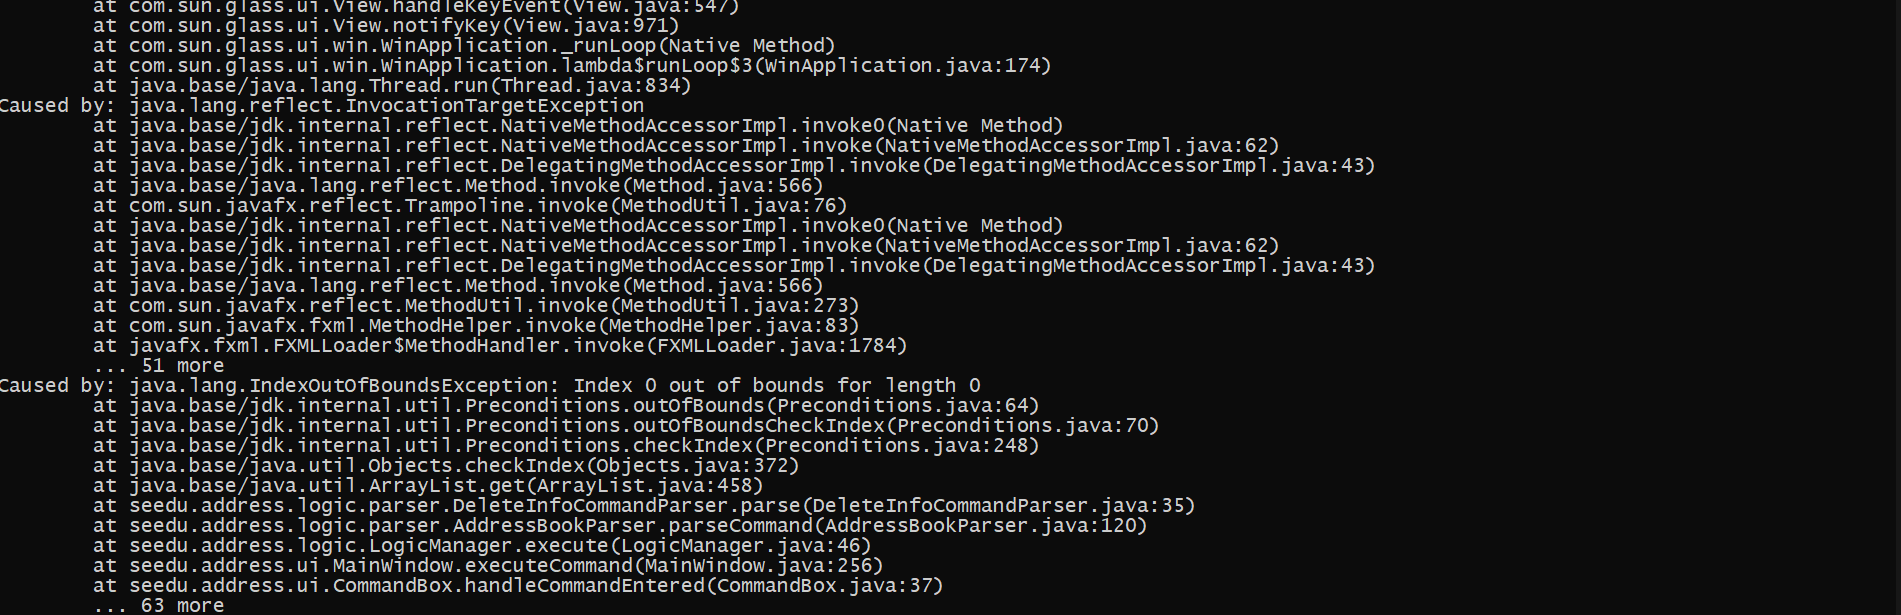 at com.sun.glass.ui.View.handleKeyEvent(View.java:547)
at com.sun.glass.ui.View.notifyKey(View.java:971)
at com.sun.glass.ui.win.WinApplication._runLoop(Native Method)
at com.sun.glass.ui.win.WinApplication.lambda$runLoop$3(WinApplication.java:174)
at java.base/java.lang.Thread.run(Thread.java:834)
Caused by: java.lang.reflect.InvocationTargetException
at java.base/jdk.internal.reflect.NativeMethodAccessorImpl.invoke0(Native Method)
at java.base/jdk.internal.reflect.NativeMethodAccessorImpl.invoke(NativeMethodAccessorImpl.java:62)
at java.base/jdk.internal.reflect.DelegatingMethodAccessorImpl.invoke(DelegatingMethodAccessorImpl.java:43)
at java.base/java.lang.reflect.Method.invoke(Method.java:566)
at com.sun.javafx.reflect.Trampoline.invoke(MethodUtil.java:76)
at java.base/jdk.internal.reflect.NativeMethodAccessorImpl.invoke0(Native Method)
at java.base/jdk.internal.reflect.NativeMethodAccessorImpl.invoke(NativeMethodAccessorImpl.java:62)
at java.base/jdk.internal.reflect.DelegatingMethodAccessorImpl.invoke(DelegatingMethodAccessorImpl.java:43)
at java.base/java.lang.reflect.Method.invoke(Method.java:566)
at com.sun.javafx.reflect.MethodUtil.invoke(MethodUtil.java:273)
at com.sun.javafx.fxml.MethodHelper.invoke(MethodHelper.java:83)
at javafx.fxml.FXMLLoader$MethodHandler.invoke(FXMLLoader.java:1784)
... 51 more
Caused by: java.lang.IndexOutOfBoundsException: Index 0 out of bounds for length 0
at java.base/jdk.internal.util.Preconditions.outOfBounds(Preconditions.java:64)
at java.base/jdk.internal.util.Preconditions.outOfBoundsCheckIndex(Preconditions.java:70)
at java.base/jdk.internal.util.Preconditions.checkIndex(Preconditions.java:248)
at java.base/java.util.Objects.checkIndex(Objects.java:372)
at java.base/java.util.ArrayList.get(ArrayList.java:458)
at seedu.address.logic.parser.DeleteInfoCommandParser.parse(DeleteInfoCommandParser.java:35)
at seedu.address.logic.parser.AddressBookParser.parseCommand(AddressBookParser.java:120)
at seedu.address.logic.LogicManager.execute(LogicManager.java:46)
at seedu.address.ui.MainWindow.executeCommand(MainWindow.java:256)
at seedu.address.ui.CommandBox.handleCommandEntered(CommandBox.java:37)
... 63 more